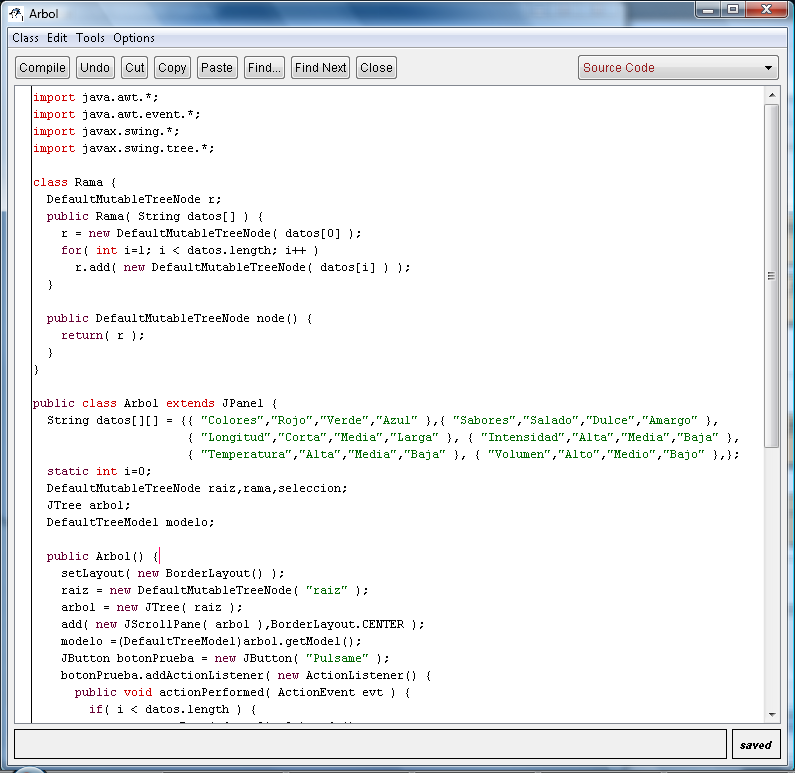 Arbol
Class Edit Tools Options
Compile Undo Cut Copy Paste Find... Find Next Close Source Code
import java.awt.*;
import java.awt.event.*;
import javax.swing.*;
import javax.swing.tree.*;

class Rama {
  DefaultMutableTreeNode r;
  public Rama( String datos[] ) {
    r = new DefaultMutableTreeNode( datos[0] );
    for( int i=1; i < datos.length; i++ )
      r.add( new DefaultMutableTreeNode( datos[i] ) );
  }

  public DefaultMutableTreeNode node() {
    return( r );
  }
}

public class Arbol extends JPanel {
  String datos[][] = {{ "Colores","Rojo","Verde","Azul" },{ "Sabores","Salado","Dulce","Amargo" },
                      { "Longitud","Corta","Media","Larga" }, { "Intensidad","Alta","Media","Baja" },
                      { "Temperatura","Alta","Media","Baja" }, { "Volumen","Alto","Medio","Bajo" },};
  static int i=0;
  DefaultMutableTreeNode raiz,rama,seleccion;
  JTree arbol;
  DefaultTreeModel modelo;

  public Arbol() {
    setLayout( new BorderLayout() );
    raiz = new DefaultMutableTreeNode( "raiz" );
    arbol = new JTree( raiz );
    add( new JScrollPane( arbol ),BorderLayout.CENTER );
    modelo =(DefaultTreeModel)arbol.getModel();
    JButton botonPrueba = new JButton( "Pulsame" );
    botonPrueba.addActionListener( new ActionListener() {
      public void actionPerformed( ActionEvent evt ) {
        if( i < datos.length ) {
saved